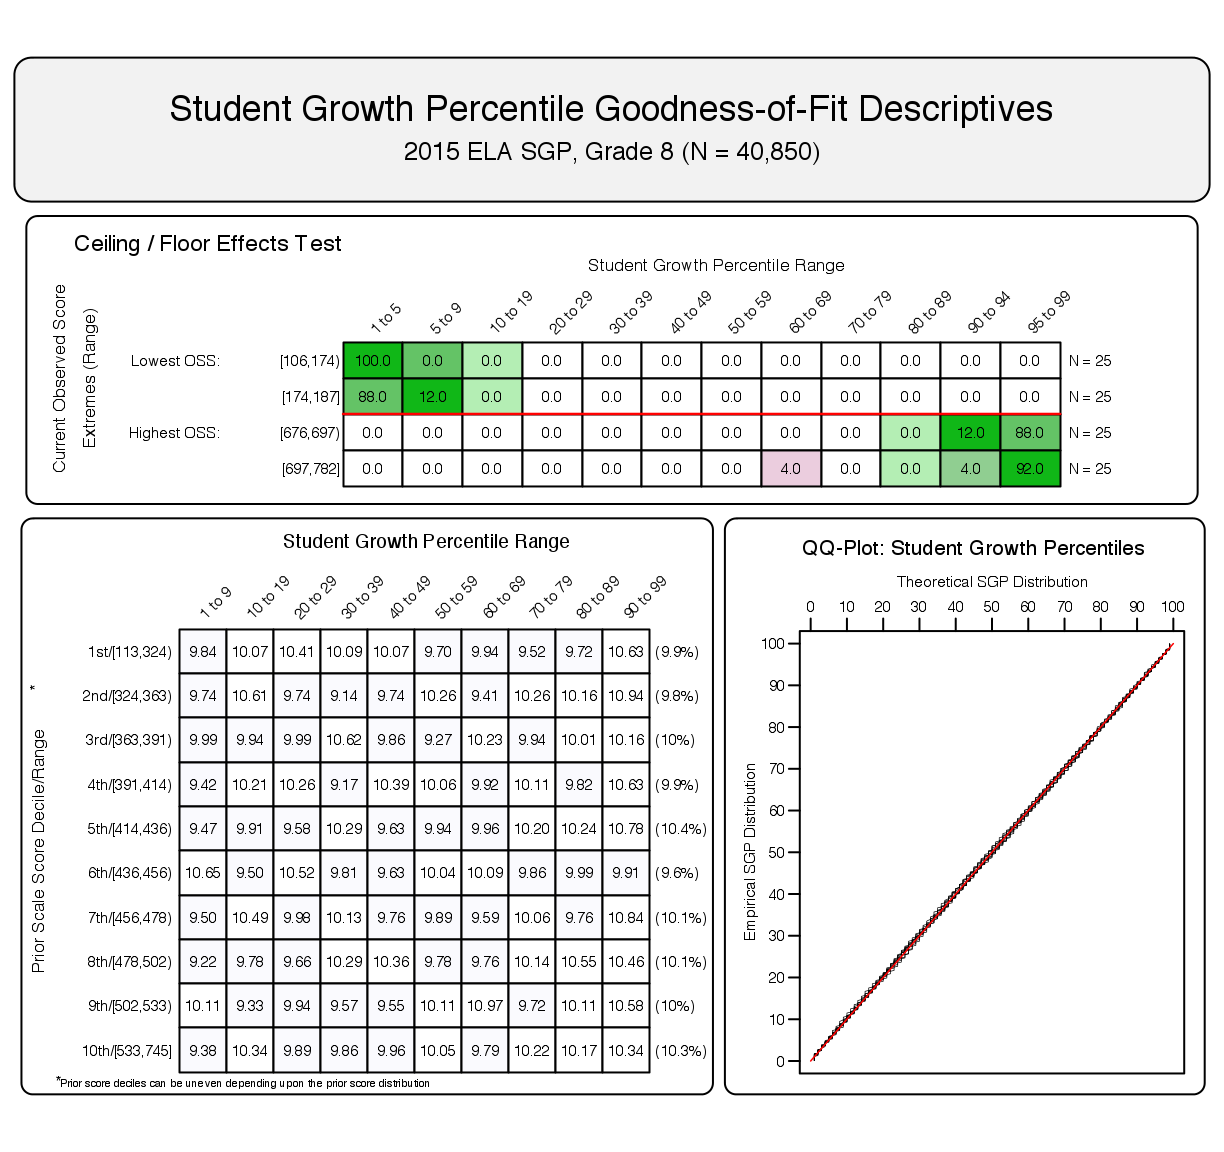 Student Growth Percentile Goodness-of-Fit Descriptives
2015 ELA SGP, Grade 8 (N = 40,850)
Ceiling / Floor Effects Test
Student Growth Percentile Range
1 to 5 5 to 9 10 to 19 20 to 29 30 to 39 40 to 49 50 to 59 60 to 69 70 to 79 80 to 89 90 to 94 95 to 99
Current Observed Score
Extremes (Range)
Lowest OSS: [106,174) 100.0 0.0 0.0 0.0 0.0 0.0 0.0 0.0 0.0 0.0 0.0 0.0 N = 25
[174,187] 88.0 12.0 0.0 0.0 0.0 0.0 0.0 0.0 0.0 0.0 0.0 0.0 N = 25
Highest OSS: [676,697) 0.0 0.0 0.0 0.0 0.0 0.0 0.0 0.0 0.0 0.0 12.0 88.0 N = 25
[697,782] 0.0 0.0 0.0 0.0 0.0 0.0 0.0 4.0 0.0 0.0 4.0 92.0 N = 25
Student Growth Percentile Range
1 to 9 10 to 19 20 to 29 30 to 39 40 to 49 50 to 59 60 to 69 70 to 79 80 to 89 90 to 99
Prior Scale Score Decile/Range *
1st/[113,324) 9.84 10.07 10.41 10.09 10.07 9.70 9.94 9.52 9.72 10.63 (9.9%)
2nd/[324,363) 9.74 10.61 9.74 9.14 9.74 10.26 9.41 10.26 10.16 10.94 (9.8%)
3rd/[363,391) 9.99 9.94 9.99 10.62 9.86 9.27 10.23 9.94 10.01 10.16 (10%)
4th/[391,414) 9.42 10.21 10.26 9.17 10.39 10.06 9.92 10.11 9.82 10.63 (9.9%)
5th/[414,436) 9.47 9.91 9.58 10.29 9.63 9.94 9.96 10.20 10.24 10.78 (10.4%)
6th/[436,456) 10.65 9.50 10.52 9.81 9.63 10.04 10.09 9.86 9.99 9.91 (9.6%)
7th/[456,478) 9.50 10.49 9.98 10.13 9.76 9.89 9.59 10.06 9.76 10.84 (10.1%)
8th/[478,502) 9.22 9.78 9.66 10.29 10.36 9.78 9.76 10.14 10.55 10.46 (10.1%)
9th/[502,533) 10.11 9.33 9.94 9.57 9.55 10.11 10.97 9.72 10.11 10.58 (10%)
10th/[533,745] 9.38 10.34 9.89 9.86 9.96 10.05 9.79 10.22 10.17 10.34 (10.3%)
*Prior score deciles can be uneven depending upon the prior score distribution
QQ-Plot: Student Growth Percentiles
Theoretical SGP Distribution
0 10 20 30 40 50 60 70 80 90 100
Empirical SGP Distribution
100
90
80
70
60
50
40
30
20
10
0